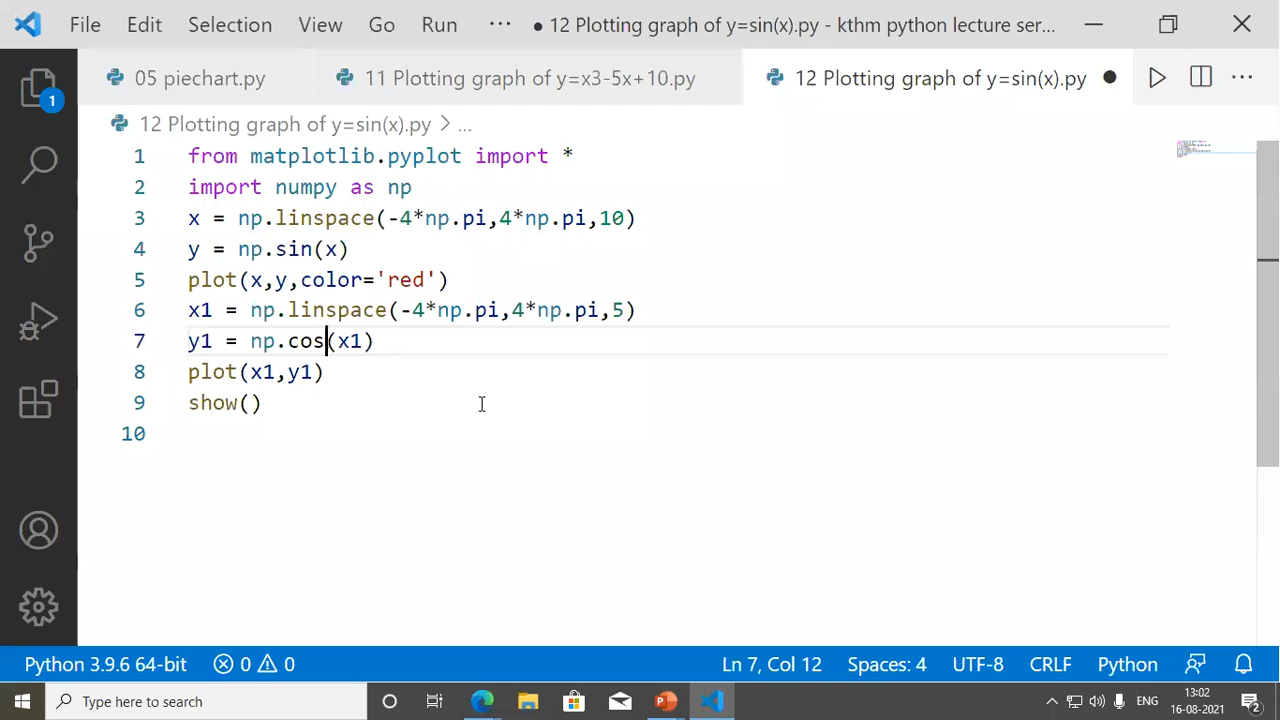 File Edit Selection View Go Run ··· ● 12 Plotting graph of y=sin(x).py - kthm python lecture ser...
1
05 piechart.py 11 Plotting graph of y=x3-5x+10.py 12 Plotting graph of y=sin(x).py ● ···
12 Plotting graph of y=sin(x).py > ...
1 from matplotlib.pyplot import *
2 import numpy as np
3 x = np.linspace(-4*np.pi,4*np.pi,10)
4 y = np.sin(x)
5 plot(x,y,color='red')
6 x1 = np.linspace(-4*np.pi,4*np.pi,5)
7 y1 = np.cos(x1)
8 plot(x1,y1)
9 show()
10
Python 3.9.6 64-bit 0 0 Ln 7, Col 12 Spaces: 4 UTF-8 CRLF Python
Type here to search ENG 13:02
16-08-2021 2